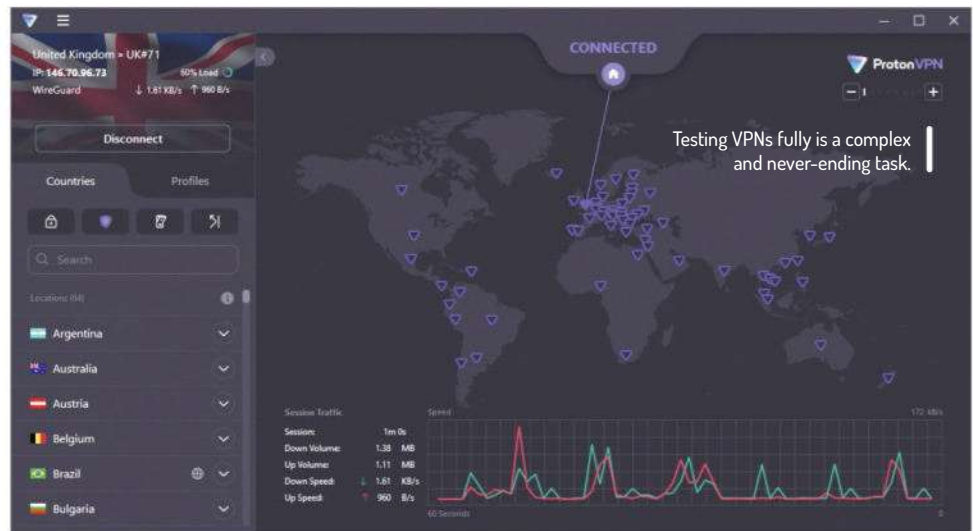 United Kingdom » UK#71
IP: 146.70.96.73 60% Load
WireGuard ↓ 1.61 KB/s ↑ 960 B/s
Disconnect
Countries Profiles
Search
Locations (64)
Argentina
Australia
Austria
Belgium
Brazil
Bulgaria
CONNECTED
ProtonVPN
Testing VPNs fully is a complex
and never-ending task.
Session Traffic
Session: 1m 0s
Down Volume: 1.38 MB
Up Volume: 1.11 MB
Down Speed: ↓ 1.61 KB/s
Up Speed: ↑ 960 B/s
Speed 172 kB/s
60 Seconds 0